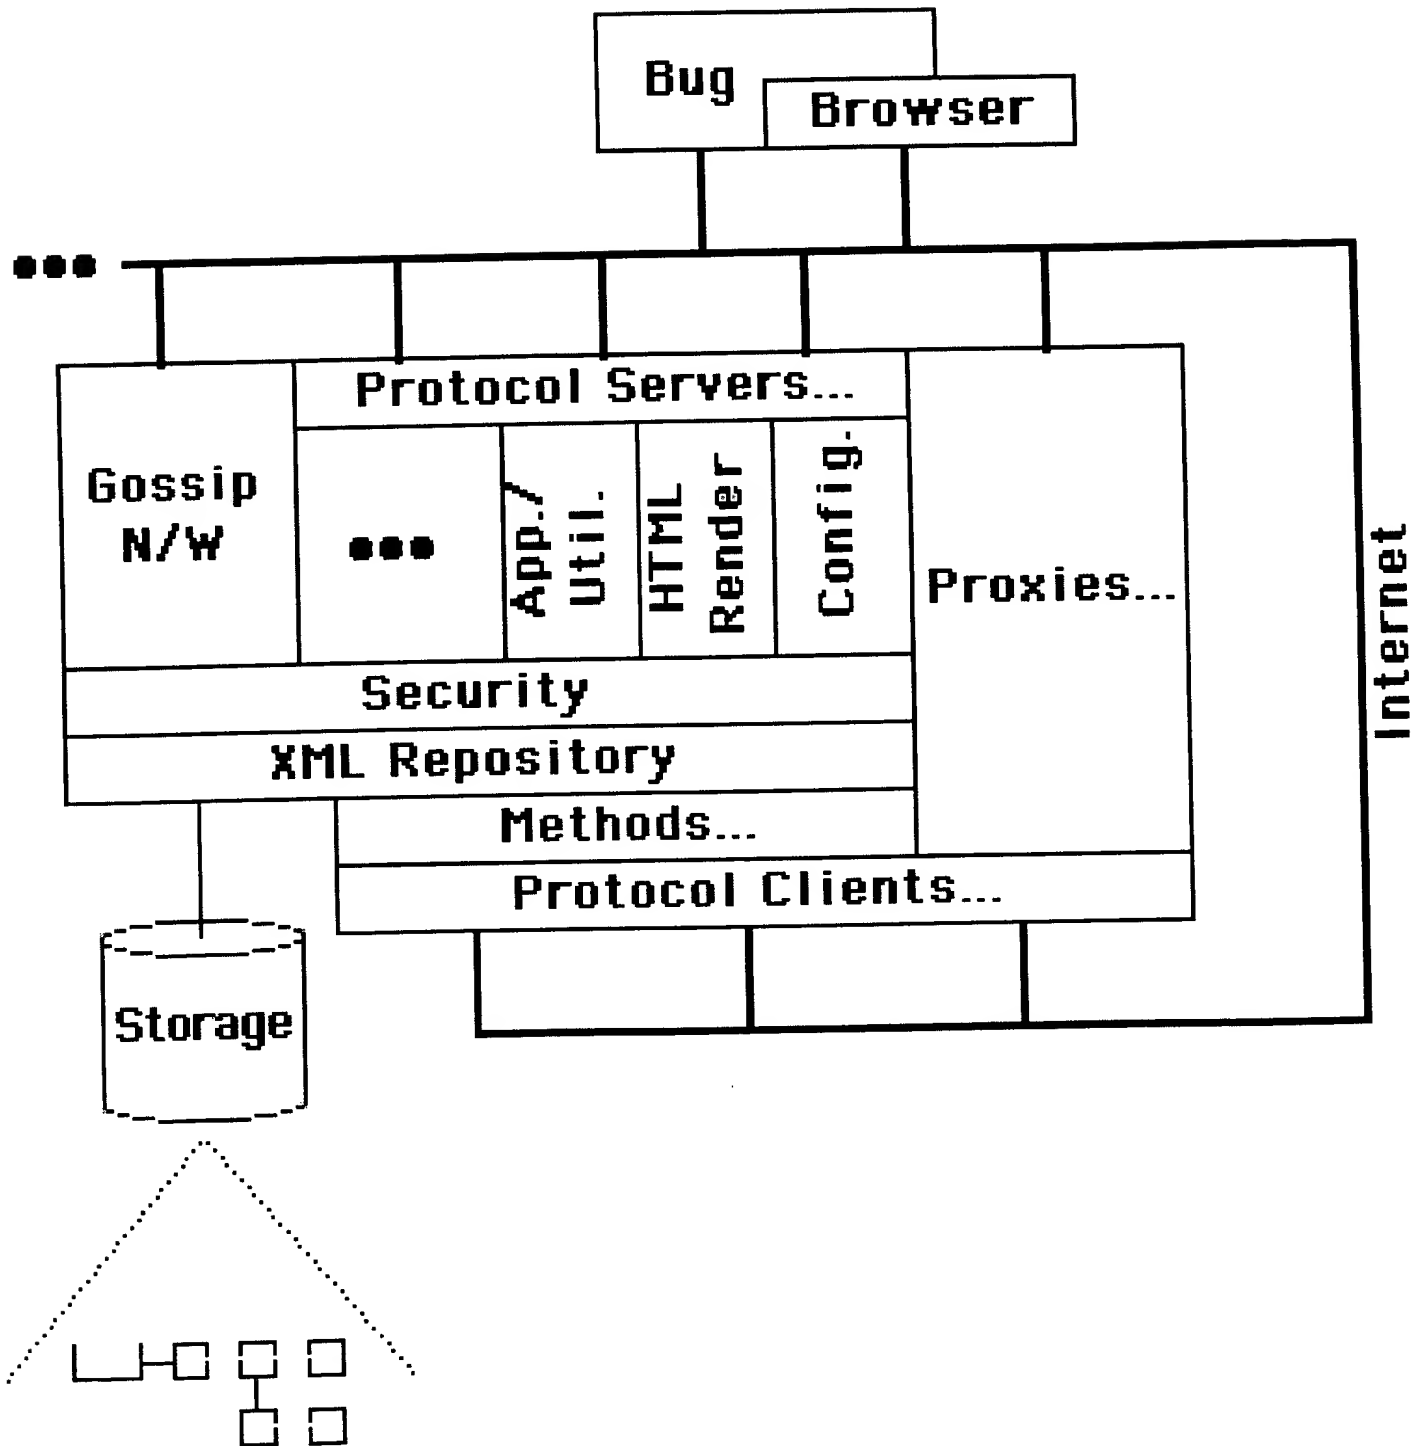 Bug
Browser
●●●
Protocol Servers...
Gossip
N/W
●●●
App./
Util.
HTML
Render
Config.
Proxies...
Internet
Security
XML Repository
Methods...
Protocol Clients...
Storage